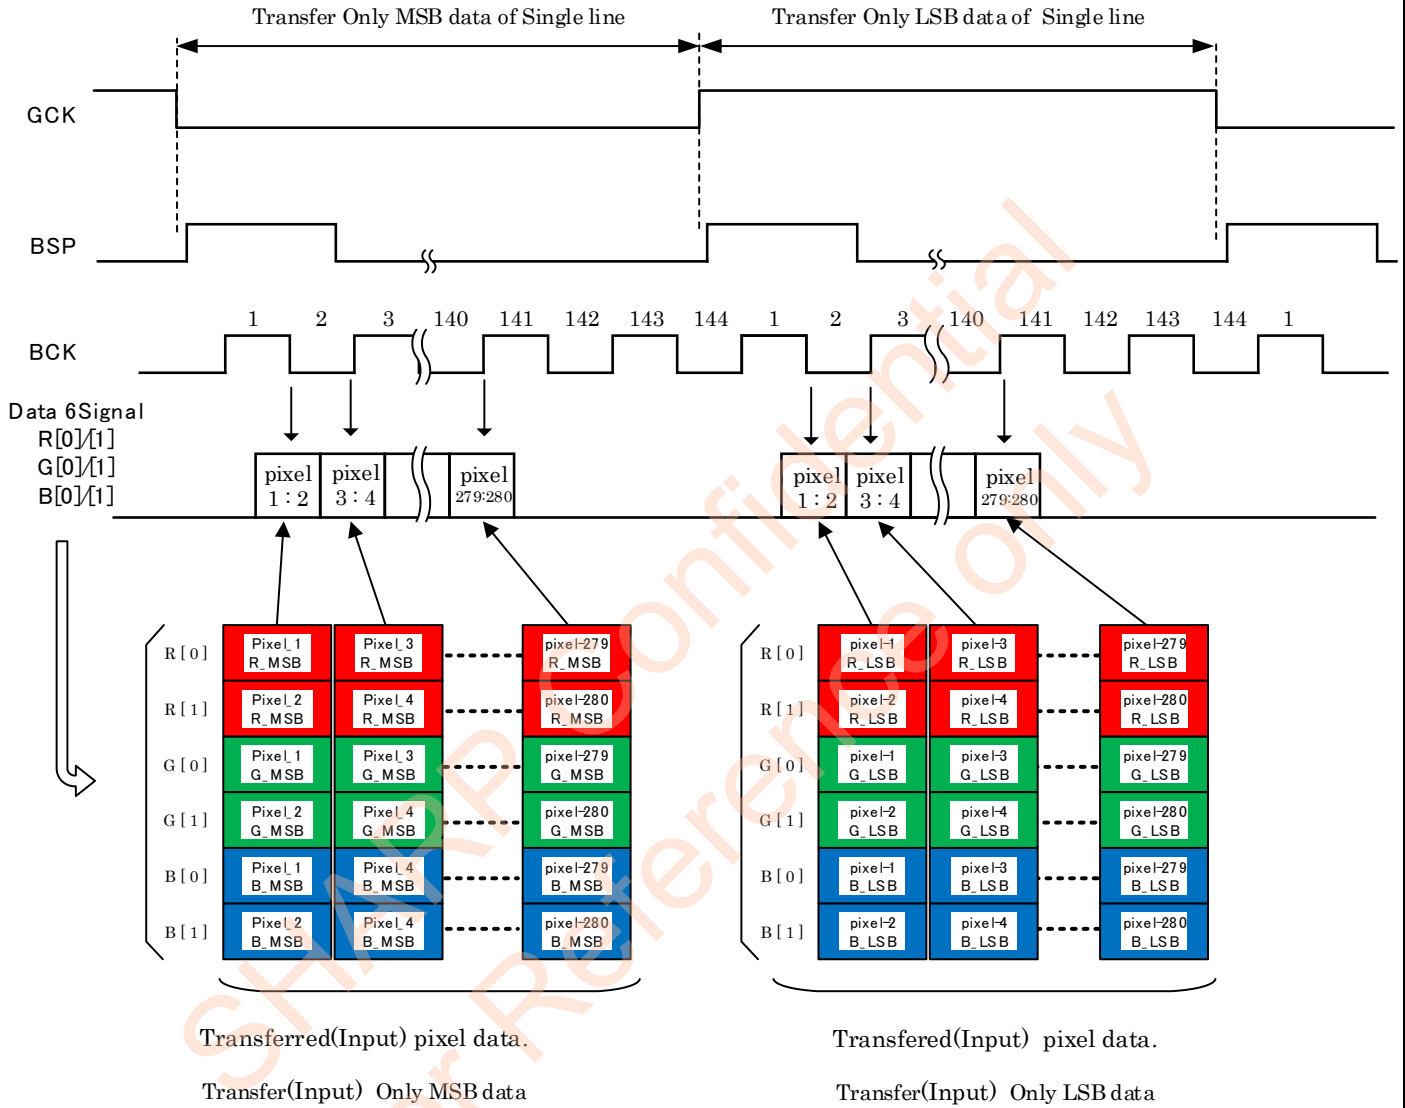 Transfer Only MSB data of Single line
Transfer Only LSB data of Single line
GCK
BSP
1 2 3 140 141 142 143 144 1 2 3 140 141 142 143 144 1
BCK
Data 6Signal
R[0]/[1]
G[0]/[1]
B[0]/[1]
pixel 1:2
pixel 3:4
pixel 279:280
pixel 1:2
pixel 3:4
pixel 279:280
R[0]
Pixel_1 R_MSB
Pixel_3 R_MSB
pixel-279 R_MSB
R[1]
Pixel_2 R_MSB
Pixel_4 R_MSB
pixel-280 R_MSB
G[0]
Pixel_1 G_MSB
Pixel_3 G_MSB
pixel-279 G_MSB
G[1]
Pixel_2 G_MSB
Pixel_4 G_MSB
pixel-280 G_MSB
B[0]
Pixel_1 B_MSB
Pixel_4 B_MSB
pixel-279 B_MSB
B[1]
Pixel_2 B_MSB
Pixel_4 B_MSB
pixel-280 B_MSB
R[0]
pixel-1 R_LSB
pixel-3 R_LSB
pixel-279 R_LSB
R[1]
pixel-2 R_LSB
pixel-4 R_LSB
pixel-280 R_LSB
G[0]
pixel-1 G_LSB
pixel-3 G_LSB
pixel-279 G_LSB
G[1]
pixel-2 G_LSB
pixel-4 G_LSB
pixel-280 G_LSB
B[0]
pixel-1 B_LSB
pixel-3 B_LSB
pixel-279 B_LSB
B[1]
pixel-2 B_LSB
pixel-4 B_LSB
pixel-280 B_LSB
Transferred(Input) pixel data.
Transfer(Input) Only MSB data
Transfered(Input) pixel data.
Transfer(Input) Only LSB data
SHARP Confidential
Reference only